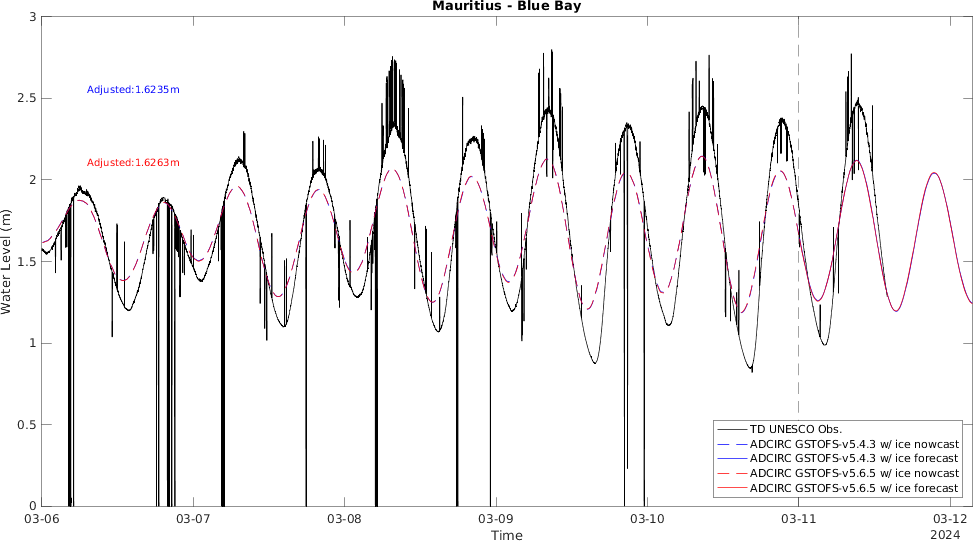 Mauritius - Blue Bay
3
2.5
2
1.5
1
0.5
0
Water Level (m)
Adjusted:1.6235m
Adjusted:1.6263m
TD UNESCO Obs.
ADCIRC GSTOFS-v5.4.3 w/ ice nowcast
ADCIRC GSTOFS-v5.4.3 w/ ice forecast
ADCIRC GSTOFS-v5.6.5 w/ ice nowcast
ADCIRC GSTOFS-v5.6.5 w/ ice forecast
03-06
03-07
03-08
03-09
03-10
03-11
03-12
Time
2024